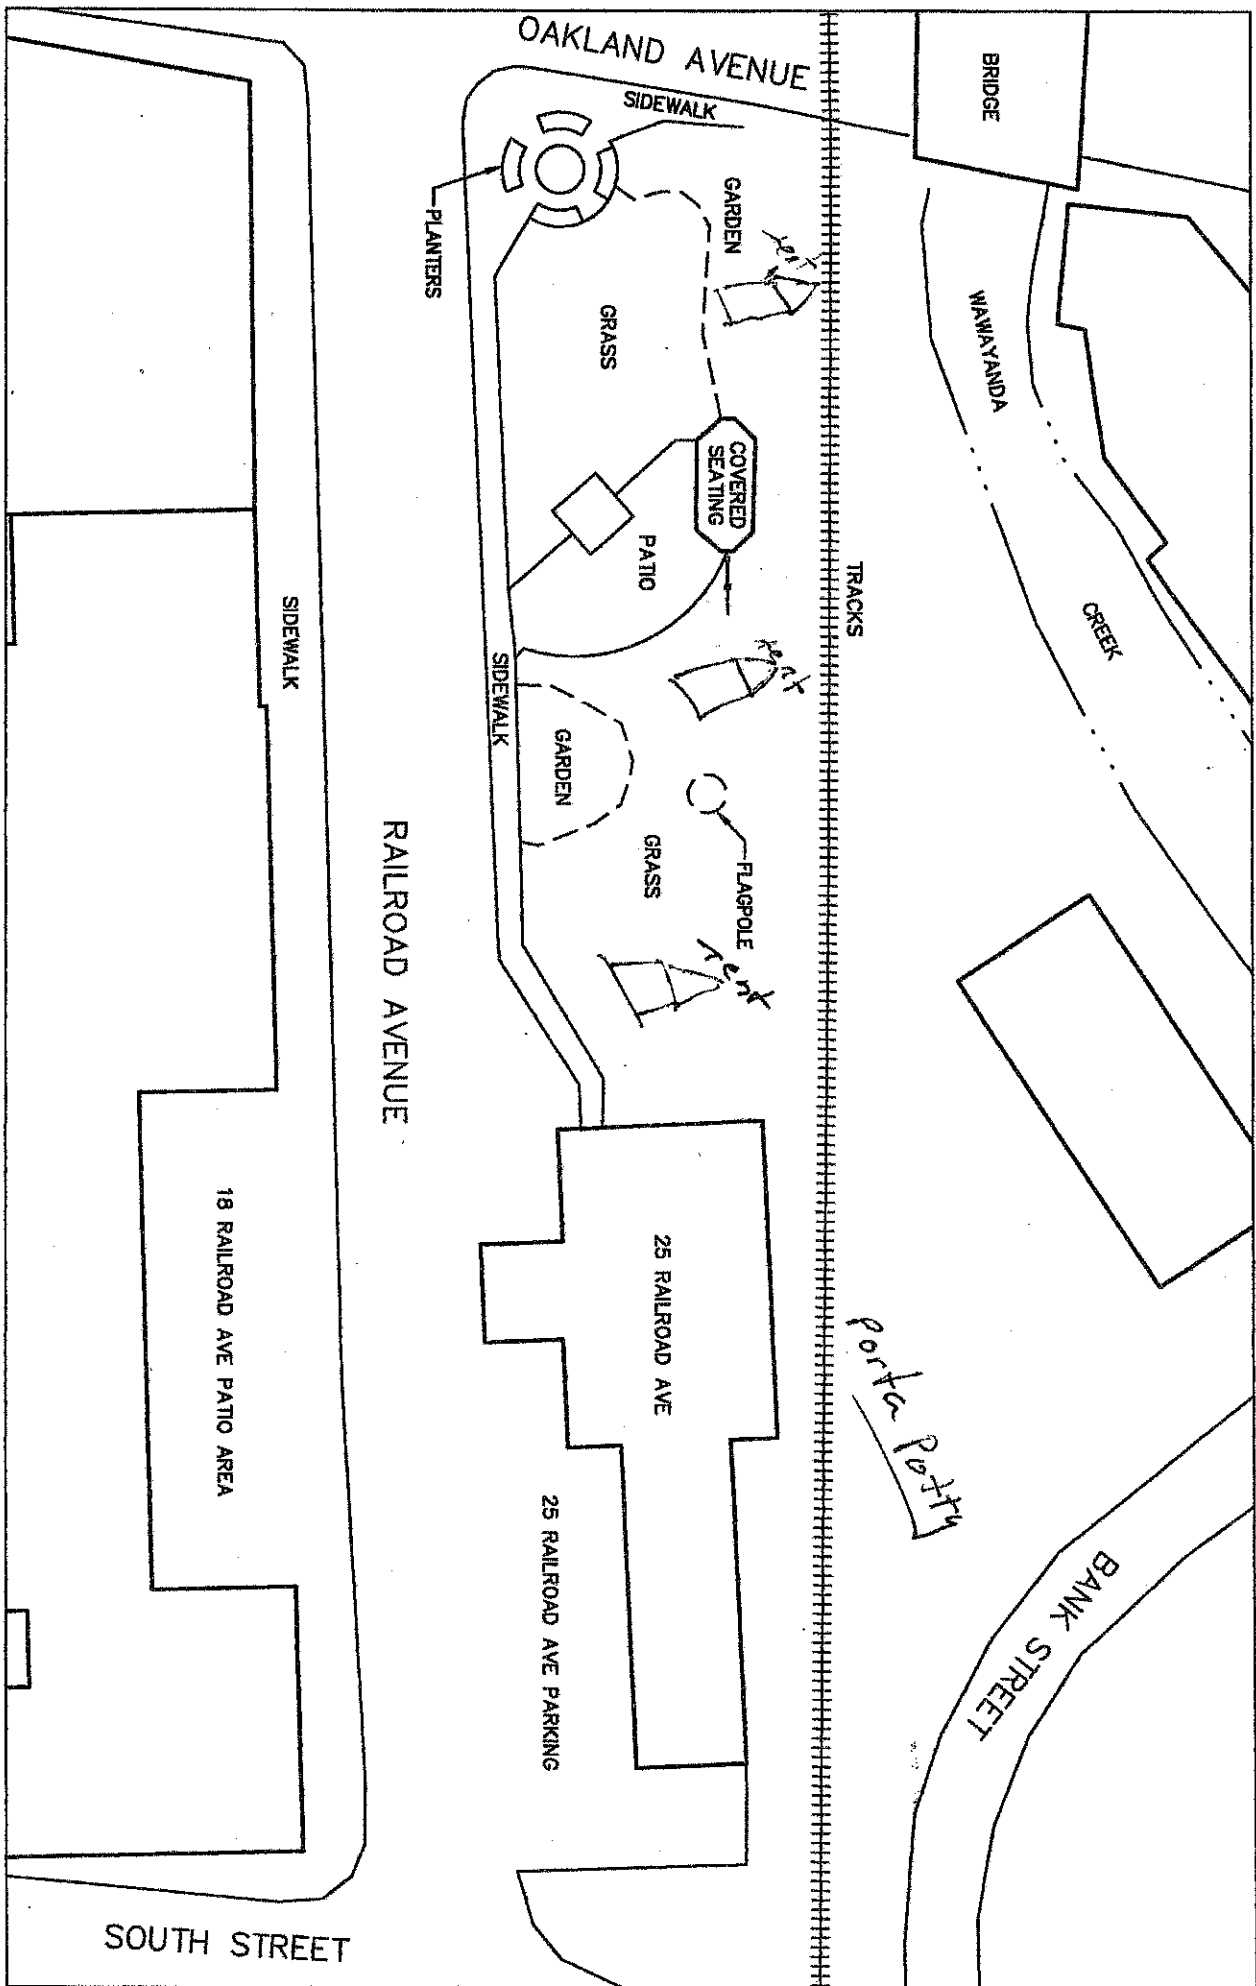 OAKLAND AVENUE
BRIDGE
SIDEWALK
PLANTERS
GARDEN
tent
GRASS
WAWAYANDA
CREEK
COVERED
SEATING
PATIO
TRACKS
SIDEWALK
SIDEWALK
tent
GARDEN
FLAGPOLE
GRASS
Tent
RAILROAD AVENUE
25 RAILROAD AVE
18 RAILROAD AVE PATIO AREA
Porta Potty
25 RAILROAD AVE PARKING
BANK STREET
SOUTH STREET